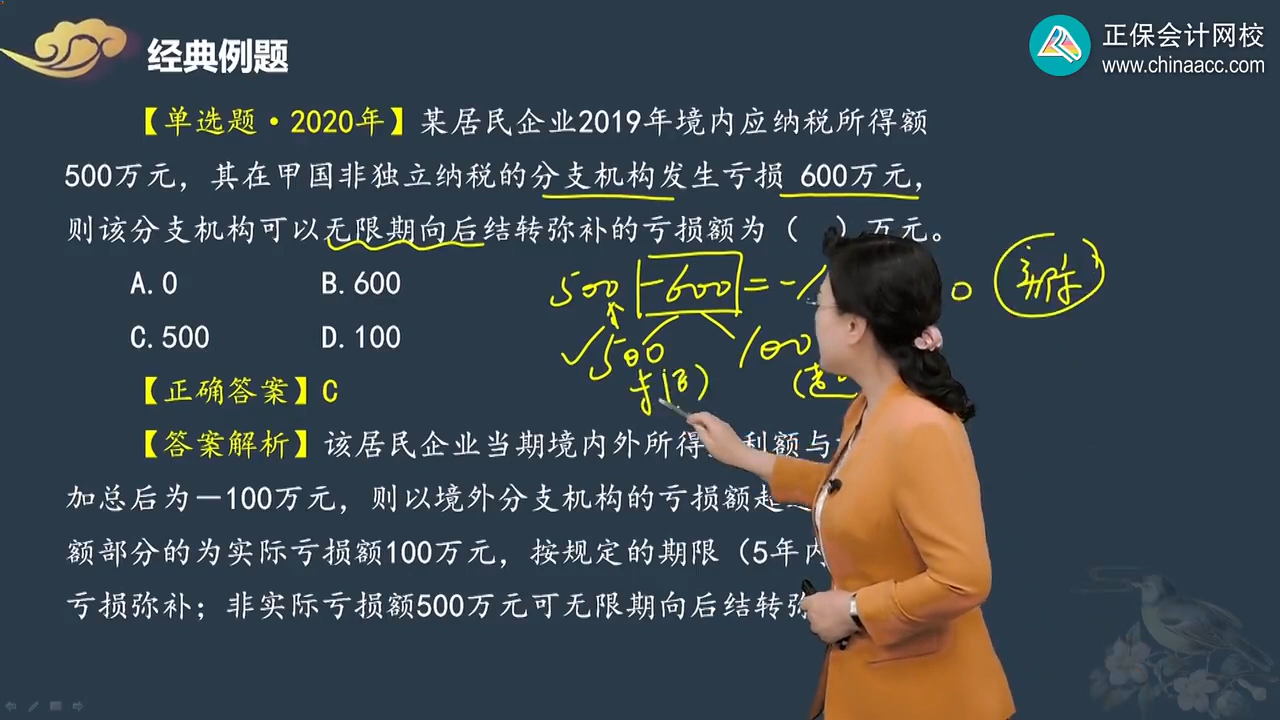 经典例题
正保会计网校
www.chinaacc.com
【单选题·2020年】某居民企业2019年境内应纳税所得额
500万元，其在甲国非独立纳税的分支机构发生亏损 600万元，
则该分支机构可以无限期向后结转弥补的亏损额为（ ）万元。
A.0 B.600
C.500 D.100
500 -600 = -1
500 100
【正确答案】C
【答案解析】该居民企业当期境内外所得 利额与
加总后为－100万元，则以境外分支机构的亏损额超
额部分的为实际亏损额100万元，按规定的期限（5年内
亏损弥补；非实际亏损额500万元可无限期向后结转弥